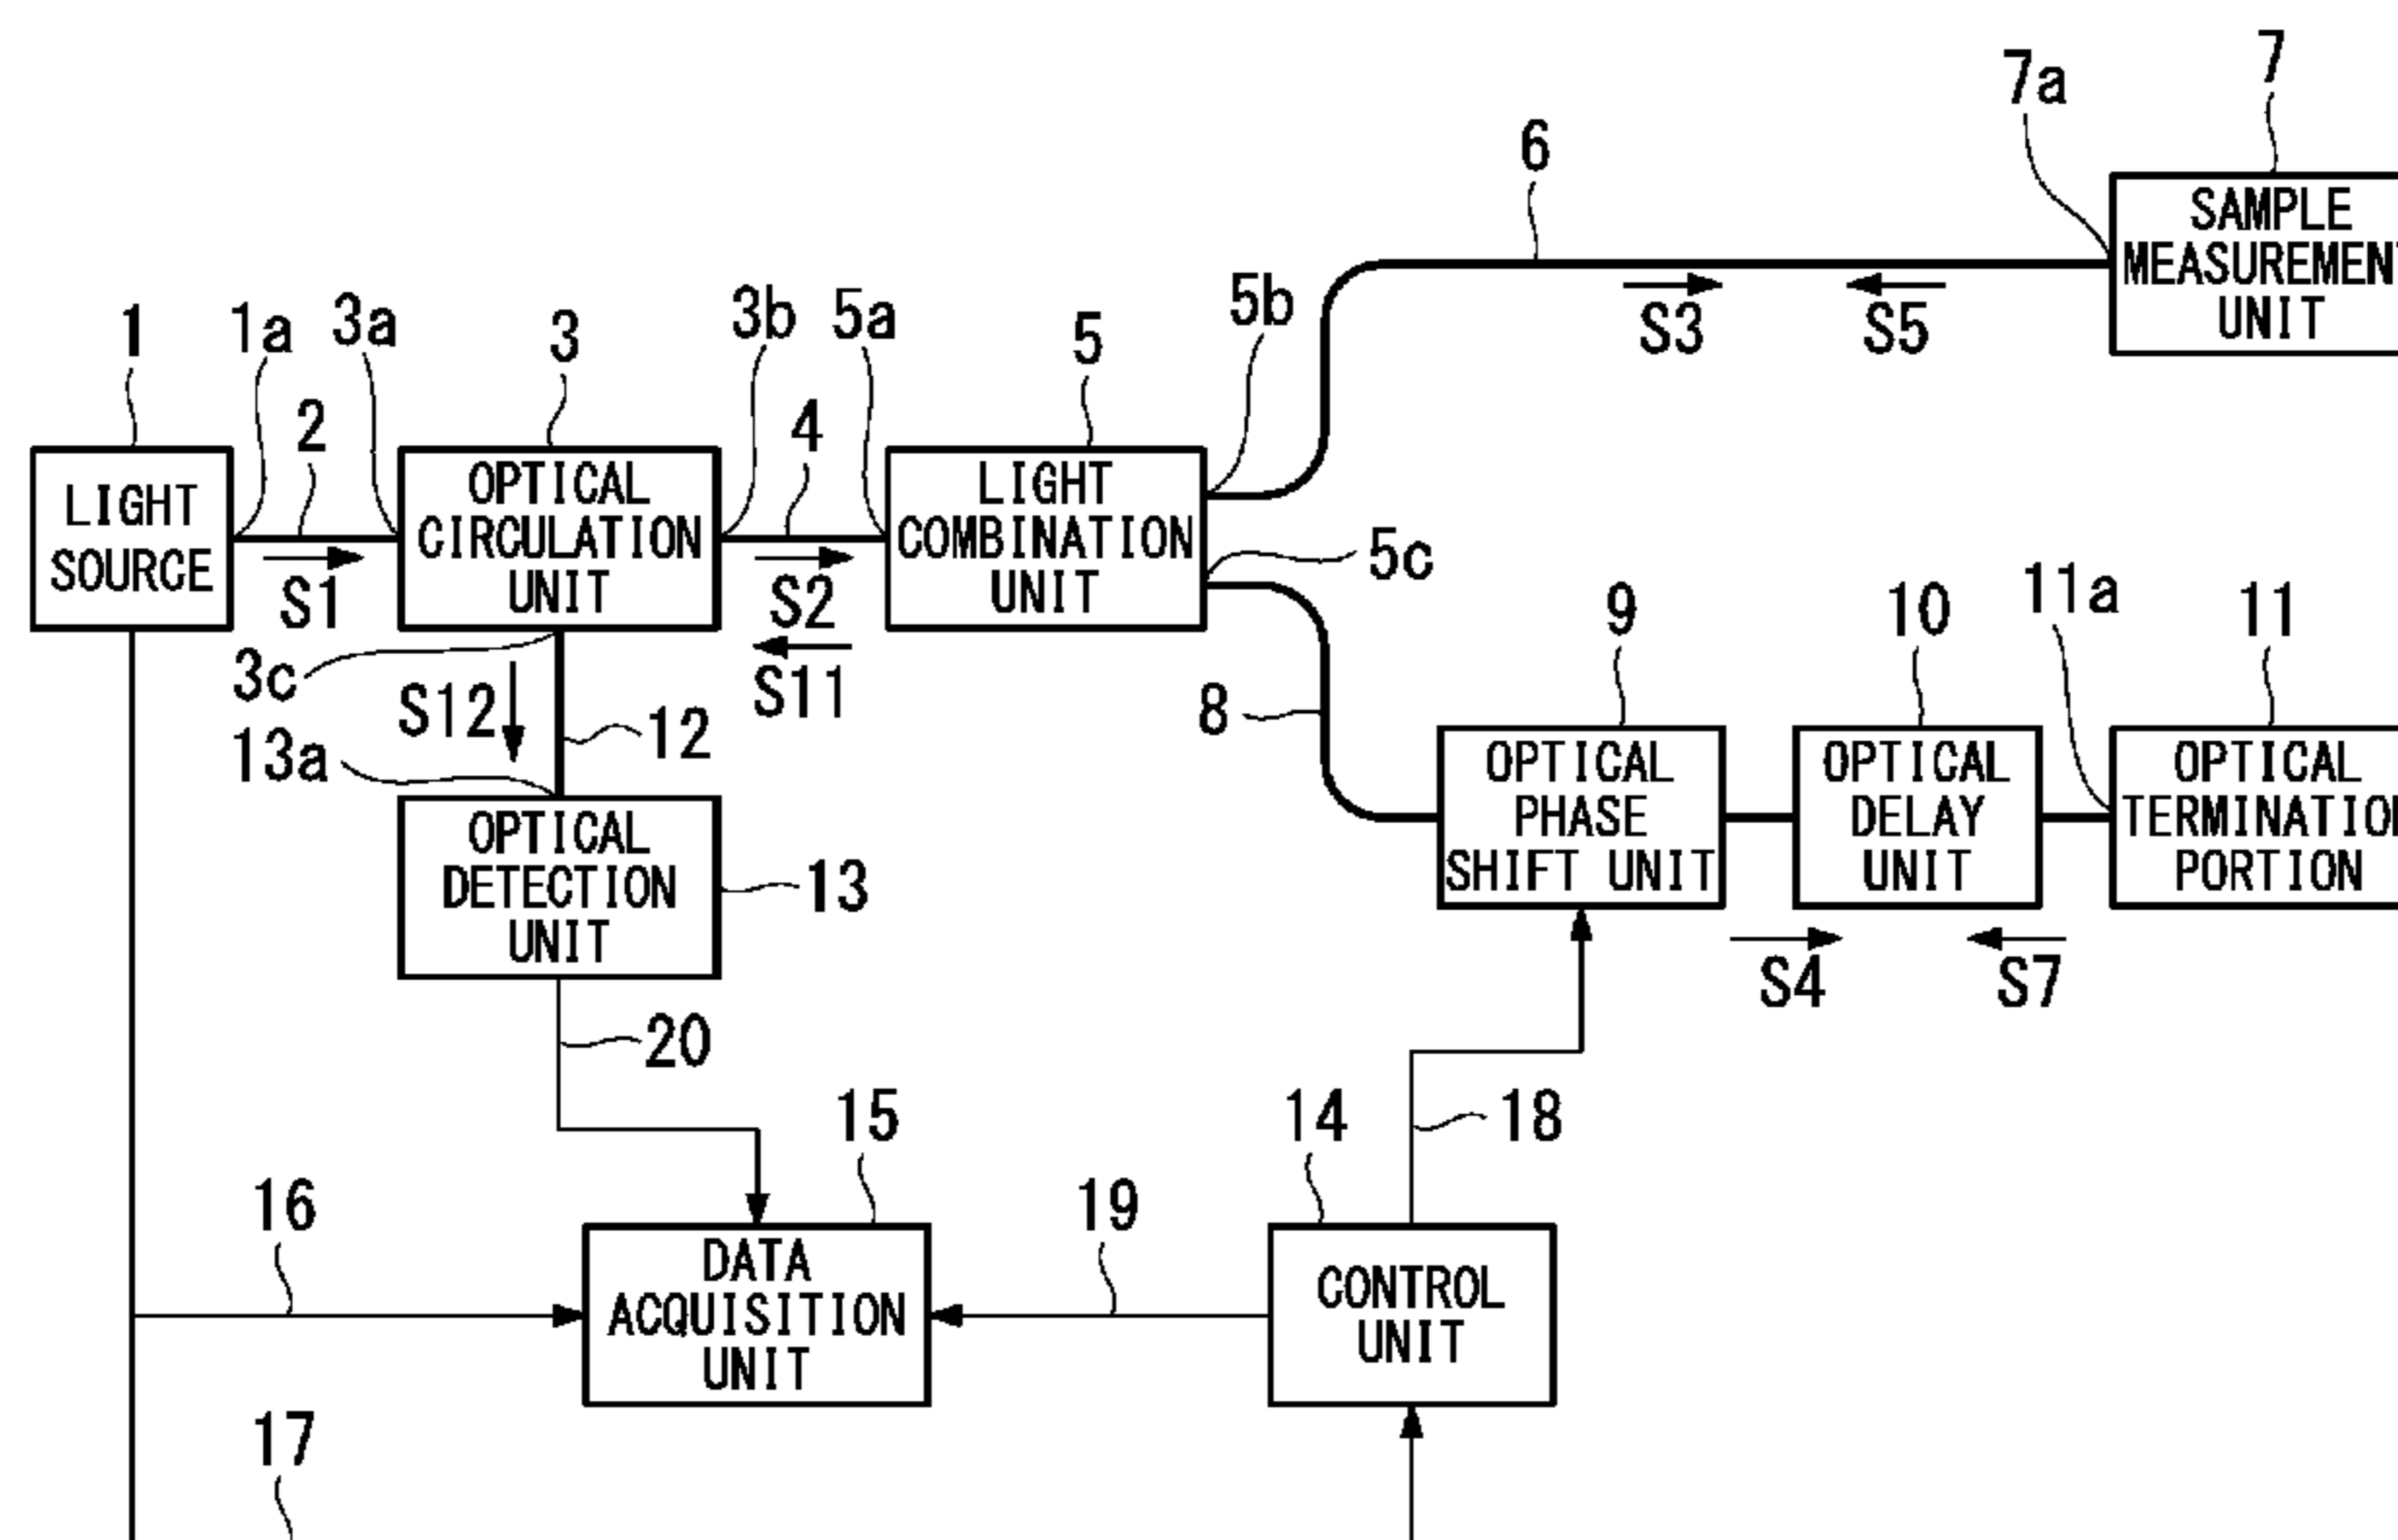 7
7a
6
SAMPLE
MEASUREMENT
UNIT
S3
S5
1
1a
3a
3
3b
5a
5
5b
2
4
LIGHT
SOURCE
OPTICAL
CIRCULATION
UNIT
LIGHT
COMBINATION
UNIT
5c
S1
S2
S11
3c
S12
12
13a
8
9
10
11a
11
OPTICAL
PHASE
SHIFT UNIT
OPTICAL
DELAY
UNIT
OPTICAL
TERMINATION
PORTION
S4
S7
OPTICAL
DETECTION
UNIT
13
20
15
14
18
16
19
DATA
ACQUISITION
UNIT
CONTROL
UNIT
17